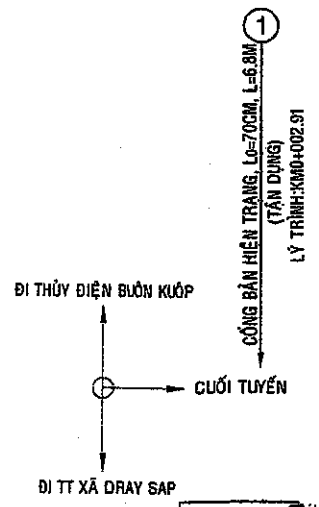 1
CỐNG BẢN HIỆN TRẠNG, Lo=70CM, L=6.8M
(TẬN DỤNG)
LÝ TRÌNH:KM0+002.91
ĐI THỦY ĐIỆN BUÔN KUÔP
CUỐI TUYẾN
ĐI TT XÃ DRAY SAP